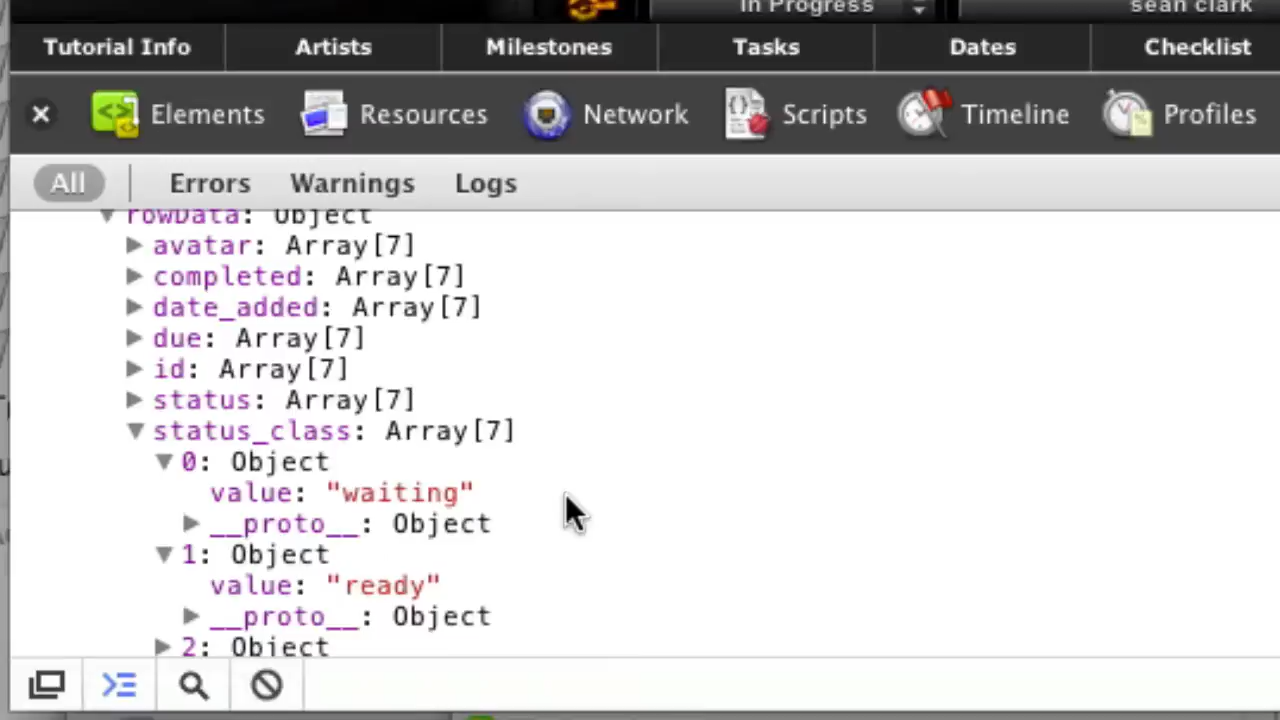 In Progress sean clark
Tutorial Info Artists Milestones Tasks Dates Checklist
Elements Resources Network Scripts Timeline Profiles
All Errors Warnings Logs
rowData: Object
avatar: Array[7]
completed: Array[7]
date_added: Array[7]
due: Array[7]
id: Array[7]
status: Array[7]
status_class: Array[7]
0: Object
value: "waiting"
__proto__: Object
1: Object
value: "ready"
__proto__: Object
2: Object